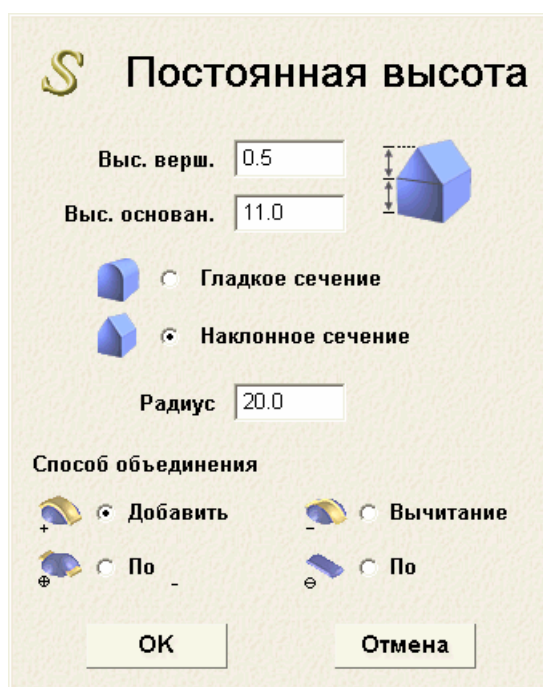 S Постоянная высота
Выс. верш. 0.5
Выс. основан. 11.0
Гладкое сечение
Наклонное сечение
Радиус 20.0
Способ объединения
Добавить Вычитание
По - По
OK Отмена